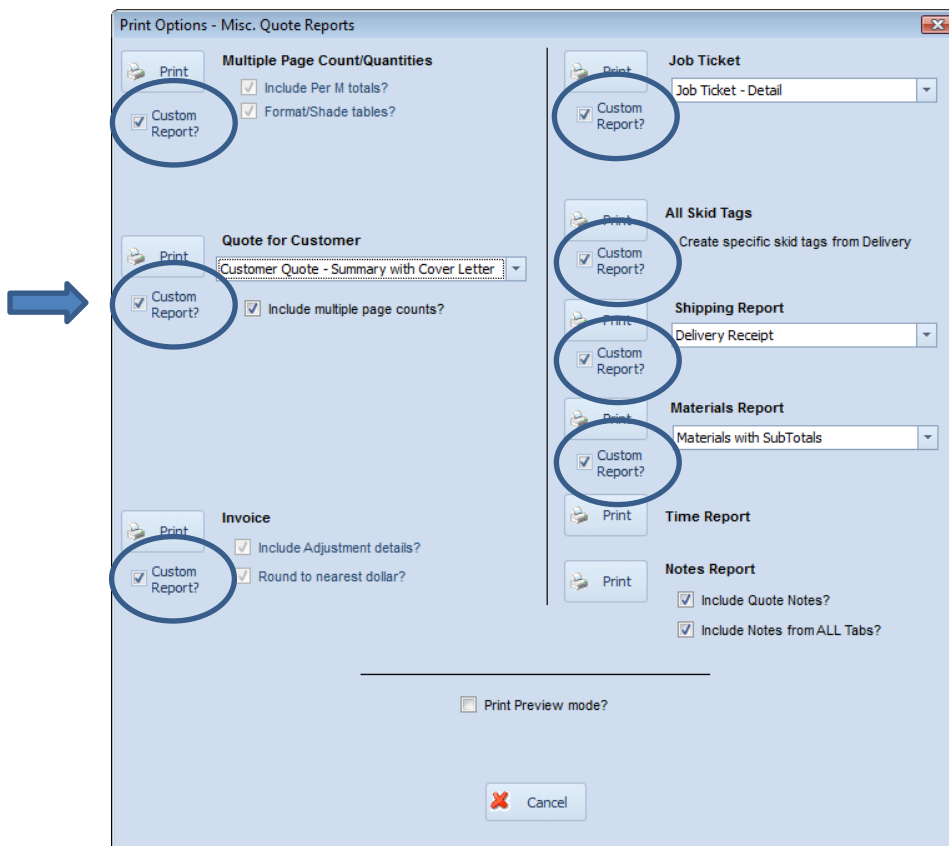 Print Options - Misc. Quote Reports
Print
Multiple Page Count/Quantities
Include Per M totals?
Format/Shade tables?
Custom
Report?
Print
Quote for Customer
Customer Quote - Summary with Cover Letter
Custom
Report?
Include multiple page counts?
Print
Invoice
Include Adjustment details?
Custom
Report?
Round to nearest dollar?
Print
Job Ticket
Job Ticket - Detail
Custom
Report?
Print
All Skid Tags
Create specific skid tags from Delivery
Custom
Report?
Print
Shipping Report
Delivery Receipt
Custom
Report?
Print
Materials Report
Materials with SubTotals
Custom
Report?
Print
Time Report
Print
Notes Report
Include Quote Notes?
Include Notes from ALL Tabs?
Print Preview mode?
Cancel